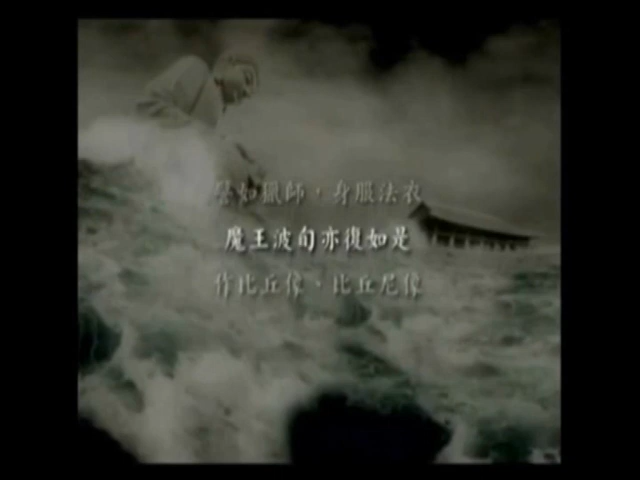 譬如獵師，身服法衣
魔王波旬亦復如是
作比丘像，比丘尼像